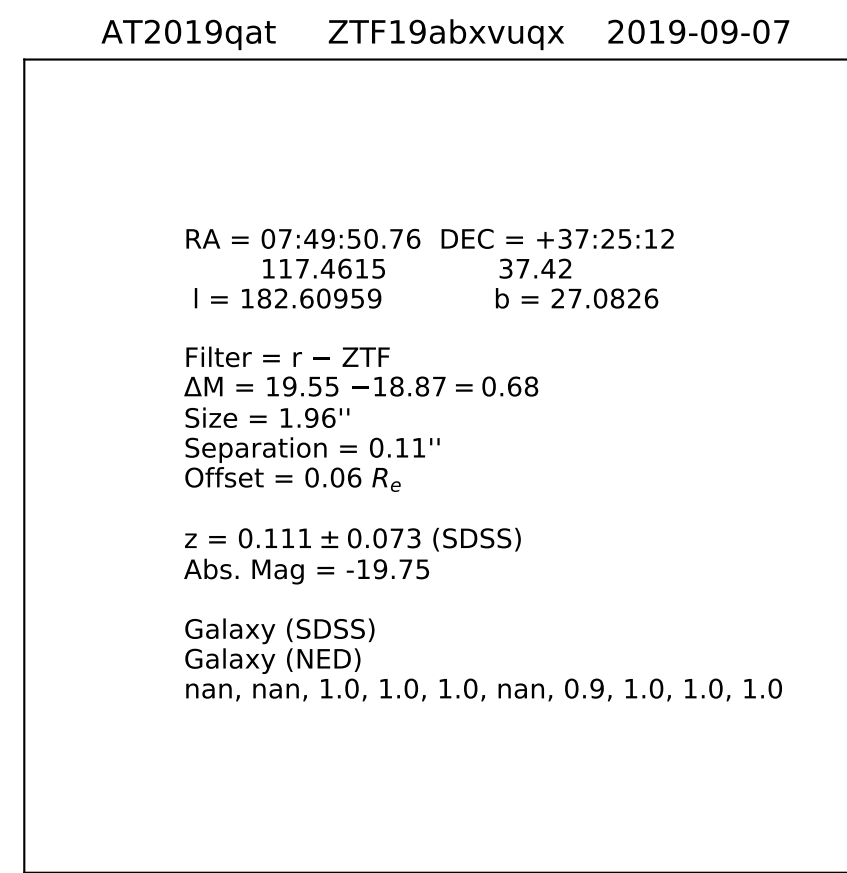 AT2019qat ZTF19abxvuqx 2019-09-07
RA = 07:49:50.76 DEC = +37:25:12
117.4615 37.42
l = 182.60959 b = 27.0826
Filter = r − ZTF
ΔM = 19.55 −18.87 = 0.68
Size = 1.96''
Separation = 0.11''
Offset = 0.06 Re
z = 0.111 ± 0.073 (SDSS)
Abs. Mag = -19.75
Galaxy (SDSS)
Galaxy (NED)
nan, nan, 1.0, 1.0, 1.0, nan, 0.9, 1.0, 1.0, 1.0